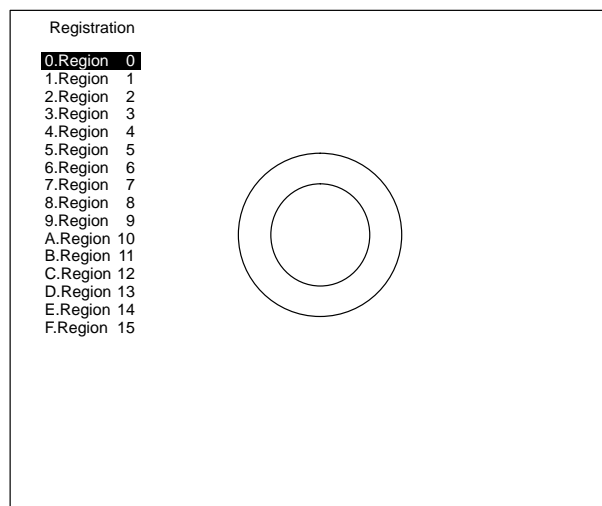 Registration
0.Region 0
1.Region 1
2.Region 2
3.Region 3
4.Region 4
5.Region 5
6.Region 6
7.Region 7
8.Region 8
9.Region 9
A.Region 10
B.Region 11
C.Region 12
D.Region 13
E.Region 14
F.Region 15